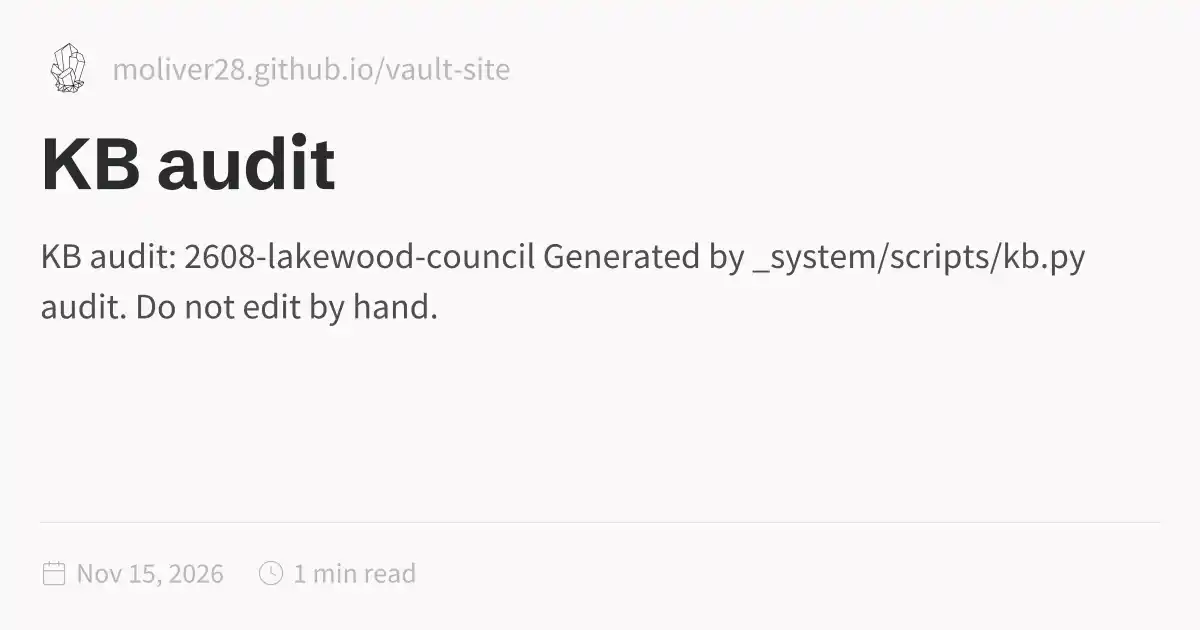 moliver28.github.io/vault-site
KB audit
KB audit: 2608-lakewood-council Generated by _system/scripts/kb.py
audit. Do not edit by hand.
Nov 15, 2026 1 min read